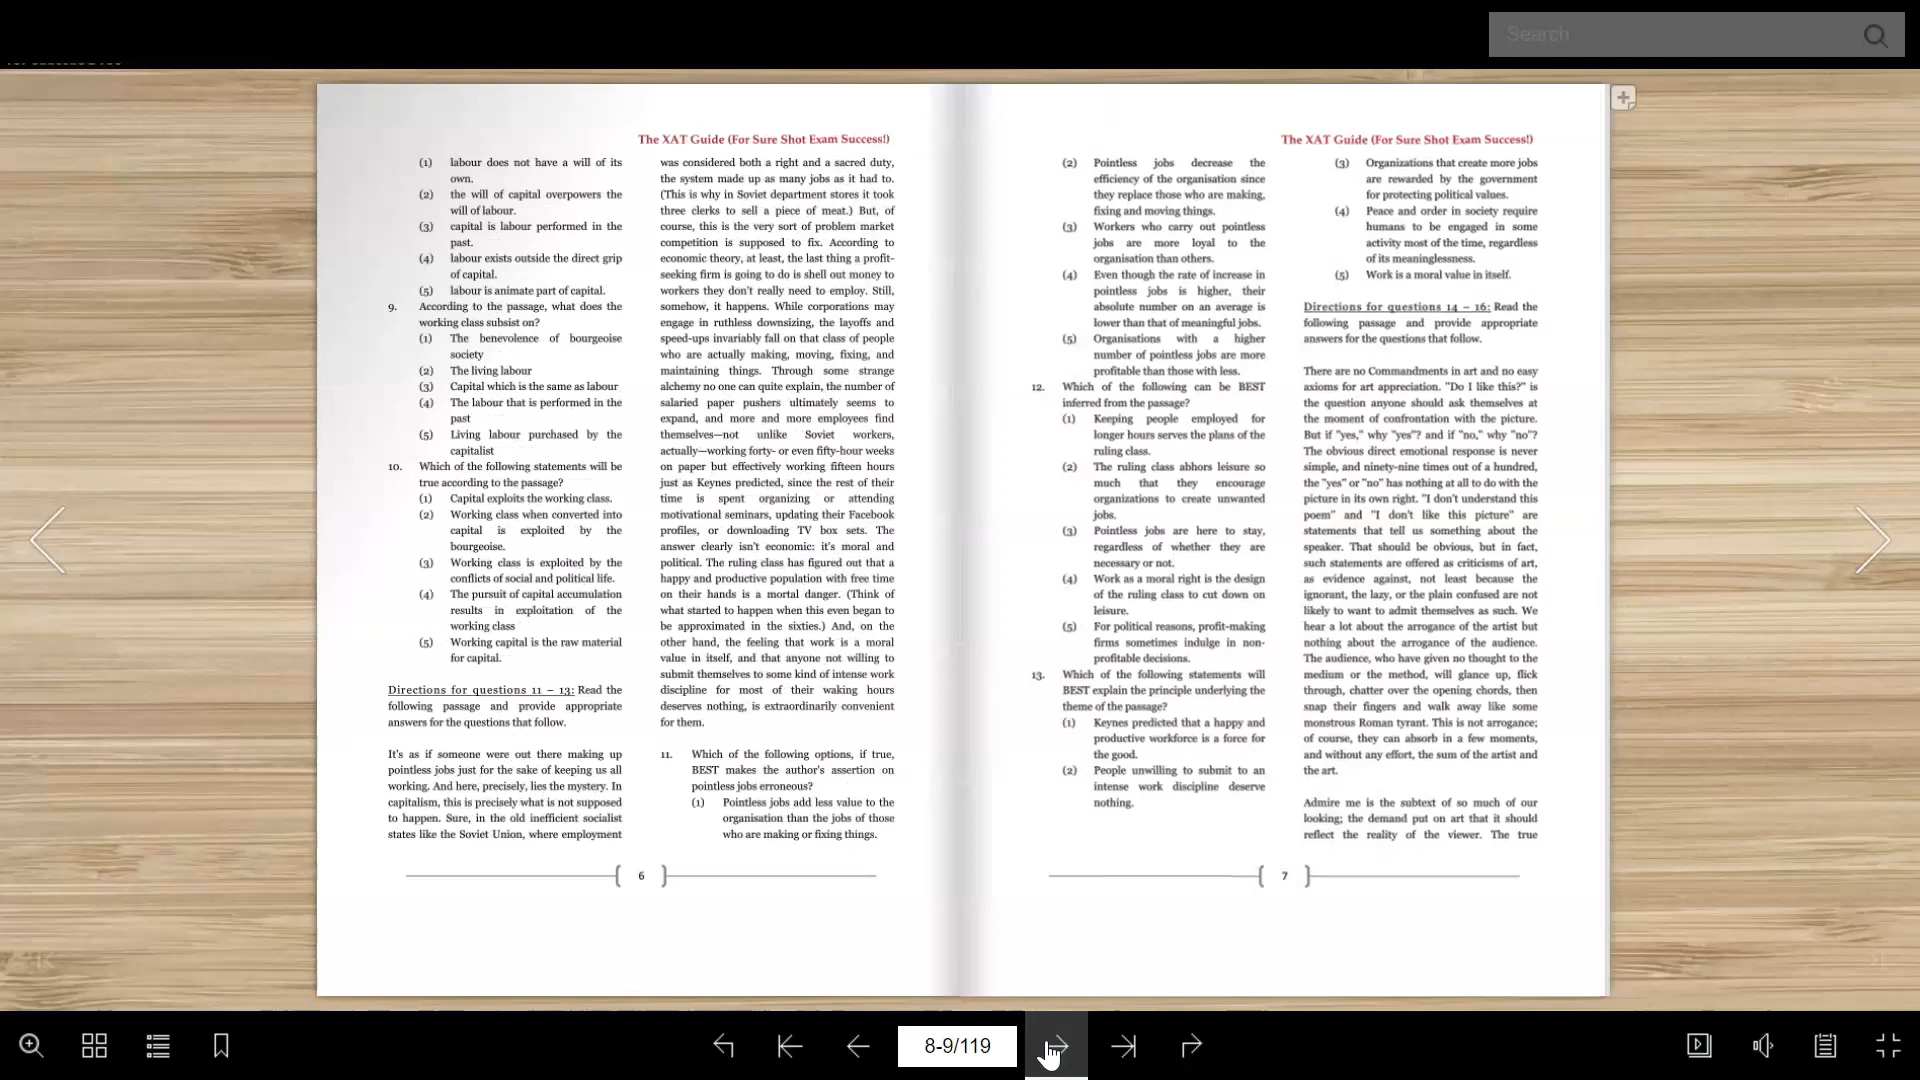 Search
The XAT Guide (For Sure Shot Exam Success!)
(1) labour does not have a will of its
own.
(2) the will of capital overpowers the
will of labour.
(3) capital is labour performed in the
past.
(4) labour exists outside the direct grip
of capital.
(5) labour is animate part of capital.
9. According to the passage, what does the
working class subsist on?
(1) The benevolence of bourgeoise
society
(2) The living labour
(3) Capital which is the same as labour
(4) The labour that is performed in the
past
(5) Living labour purchased by the
capitalist
10. Which of the following statements will be
true according to the passage?
(1) Capital exploits the working class.
(2) Working class when converted into
capital is exploited by the
bourgeoise.
(3) Working class is exploited by the
conflicts of social and political life.
(4) The pursuit of capital accumulation
results in exploitation of the
working class
(5) Working capital is the raw material
for capital.
Directions for questions 11 – 13: Read the
following passage and provide appropriate
answers for the questions that follow.
It's as if someone were out there making up
pointless jobs just for the sake of keeping us all
working. And here, precisely, lies the mystery. In
capitalism, this is precisely what is not supposed
to happen. Sure, in the old inefficient socialist
states like the Soviet Union, where employment
was considered both a right and a sacred duty,
the system made up as many jobs as it had to.
(This is why in Soviet department stores it took
three clerks to sell a piece of meat.) But, of
course, this is the very sort of problem market
competition is supposed to fix. According to
economic theory, at least, the last thing a profit-
seeking firm is going to do is shell out money to
workers they don't really need to employ. Still,
somehow, it happens. While corporations may
engage in ruthless downsizing, the layoffs and
speed-ups invariably fall on that class of people
who are actually making, moving, fixing, and
maintaining things. Through some strange
alchemy no one can quite explain, the number of
salaried paper pushers ultimately seems to
expand, and more and more employees find
themselves—not unlike Soviet workers,
actually—working forty- or even fifty-hour weeks
on paper but effectively working fifteen hours
just as Keynes predicted, since the rest of their
time is spent organizing or attending
motivational seminars, updating their Facebook
profiles, or downloading TV box sets. The
answer clearly isn't economic: it's moral and
political. The ruling class has figured out that a
happy and productive population with free time
on their hands is a mortal danger. (Think of
what started to happen when this even began to
be approximated in the sixties.) And, on the
other hand, the feeling that work is a moral
value in itself, and that anyone not willing to
submit themselves to some kind of intense work
discipline for most of their waking hours
deserves nothing, is extraordinarily convenient
for them.
11. Which of the following options, if true,
BEST makes the author's assertion on
pointless jobs erroneous?
(1) Pointless jobs add less value to the
organisation than the jobs of those
who are making or fixing things.
6
The XAT Guide (For Sure Shot Exam Success!)
(2) Pointless jobs decrease the
efficiency of the organisation since
they replace those who are making,
fixing and moving things.
(3) Workers who carry out pointless
jobs are more loyal to the
organisation than others.
(4) Even though the rate of increase in
pointless jobs is higher, their
absolute number on an average is
lower than that of meaningful jobs.
(5) Organisations with a higher
number of pointless jobs are more
profitable than those with less.
12. Which of the following can be BEST
inferred from the passage?
(1) Keeping people employed for
longer hours serves the plans of the
ruling class.
(2) The ruling class abhors leisure so
much that they encourage
organizations to create unwanted
jobs.
(3) Pointless jobs are here to stay,
regardless of whether they are
necessary or not.
(4) Work as a moral right is the design
of the ruling class to cut down on
leisure.
(5) For political reasons, profit-making
firms sometimes indulge in non-
profitable decisions.
13. Which of the following statements will
BEST explain the principle underlying the
theme of the passage?
(1) Keynes predicted that a happy and
productive workforce is a force for
the good.
(2) People unwilling to submit to an
intense work discipline deserve
nothing.
(3) Organizations that create more jobs
are rewarded by the government
for protecting political values.
(4) Peace and order in society require
humans to be engaged in some
activity most of the time, regardless
of its meaninglessness.
(5) Work is a moral value in itself.
Directions for questions 14 – 16: Read the
following passage and provide appropriate
answers for the questions that follow.
There are no Commandments in art and no easy
axioms for art appreciation. "Do I like this?" is
the question anyone should ask themselves at
the moment of confrontation with the picture.
But if "yes," why "yes"? and if "no," why "no"?
The obvious direct emotional response is never
simple, and ninety-nine times out of a hundred,
the "yes" or "no" has nothing at all to do with the
picture in its own right. "I don't understand this
poem" and "I don't like this picture" are
statements that tell us something about the
speaker. That should be obvious, but in fact,
such statements are offered as criticisms of art,
as evidence against, not least because the
ignorant, the lazy, or the plain confused are not
likely to want to admit themselves as such. We
hear a lot about the arrogance of the artist but
nothing about the arrogance of the audience.
The audience, who have given no thought to the
medium or the method, will glance up, flick
through, chatter over the opening chords, then
snap their fingers and walk away like some
monstrous Roman tyrant. This is not arrogance;
of course, they can absorb in a few moments,
and without any effort, the sum of the artist and
the art.
Admire me is the subtext of so much of our
looking; the demand put on art that it should
reflect the reality of the viewer. The true
7
8-9/119